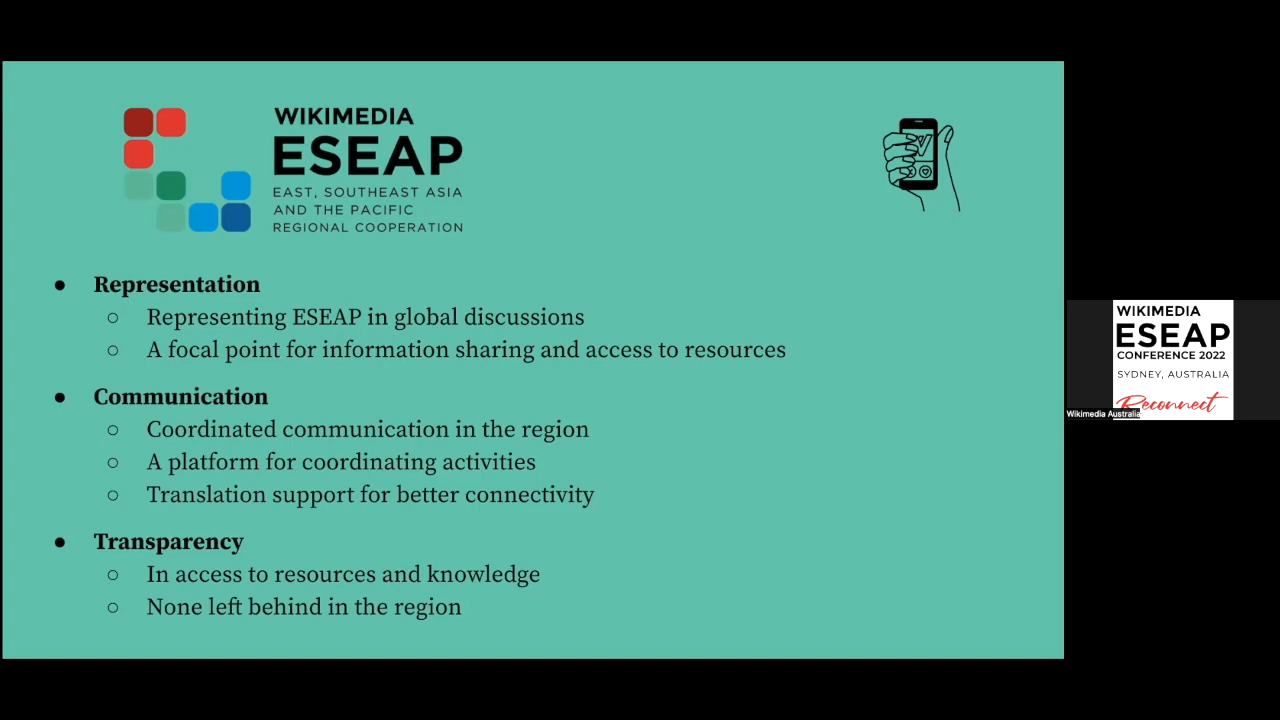 WIKIMEDIA
ESEAP
EAST, SOUTHEAST ASIA
AND THE PACIFIC
REGIONAL COOPERATION
● Representation
○ Representing ESEAP in global discussions
○ A focal point for information sharing and access to resources
● Communication
○ Coordinated communication in the region
○ A platform for coordinating activities
○ Translation support for better connectivity
● Transparency
○ In access to resources and knowledge
○ None left behind in the region
WIKIMEDIA
ESEAP
CONFERENCE 2022
SYDNEY, AUSTRALIA
Reconnect
Wikimedia Australia